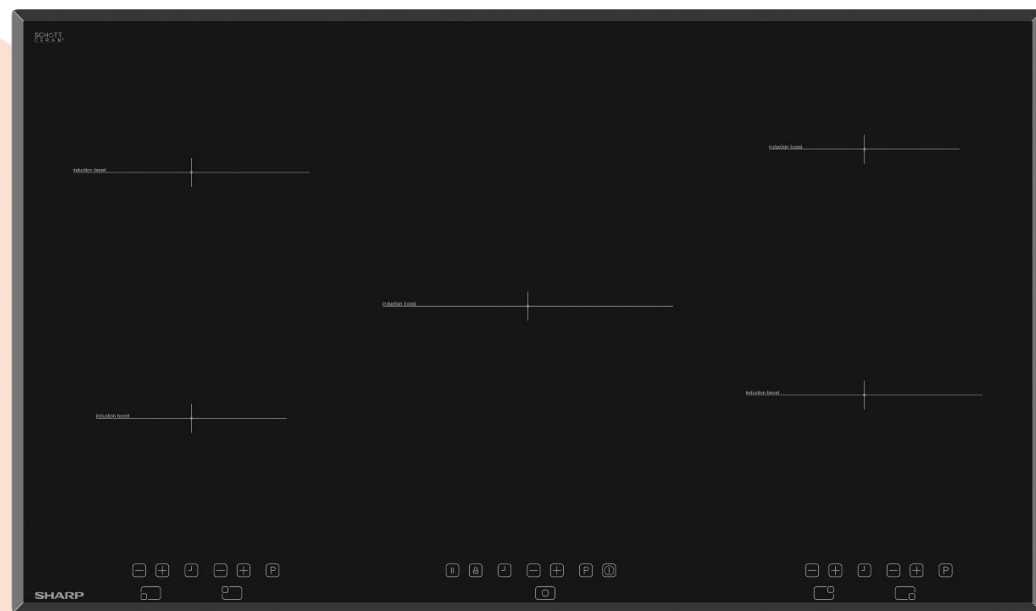 SCHOTT
CERAN®
Induction boost
Induction boost
Induction boost
Induction boost
Induction boost
P
P
P
SHARP